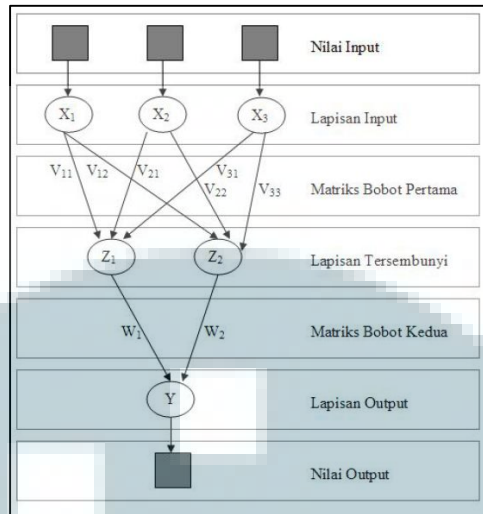 Nilai Input
X1 X2 X3 Lapisan Input
V11 V12 V21 V31 V22 V33 Matriks Bobot Pertama
Z1 Z2 Lapisan Tersembunyi
W1 W2 Matriks Bobot Kedua
Y Lapisan Output
Nilai Output